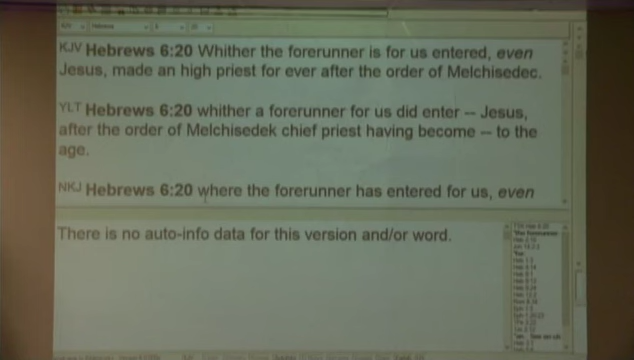 KJV Hebrews 6:20 Whither the forerunner is for us entered, even
Jesus, made an high priest for ever after the order of Melchisedec.
YLT Hebrews 6:20 whither a forerunner for us did enter -- Jesus,
after the order of Melchisedek chief priest having become -- to the
age.
NKJ Hebrews 6:20 where the forerunner has entered for us, even
There is no auto-info data for this version and/or word.